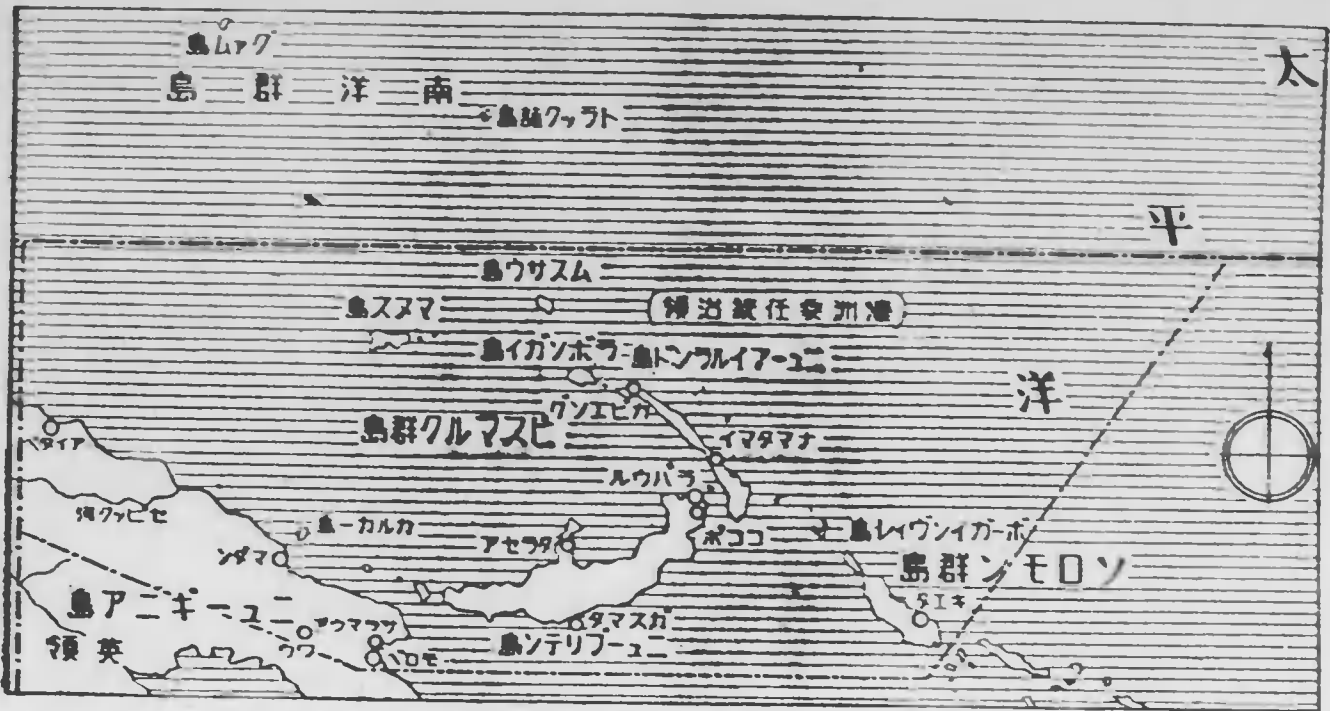 太平洋
グァム島
南洋群島
トラック諸島
ムスサウ島
マヌス島
濠洲委任統治領
ラボンガイ島
ニューアイルランド島
カビエング
ビスマルク群島
ナマタマイ
ラバウル
ココポ
アイタ
セピック河
カルカー島
マダン
タラセア
ボーガインヴィレ島
ソロモン群島
キエタ
ガスマタ
ニューブリテン島
ニューギニア島
ワウ
英領